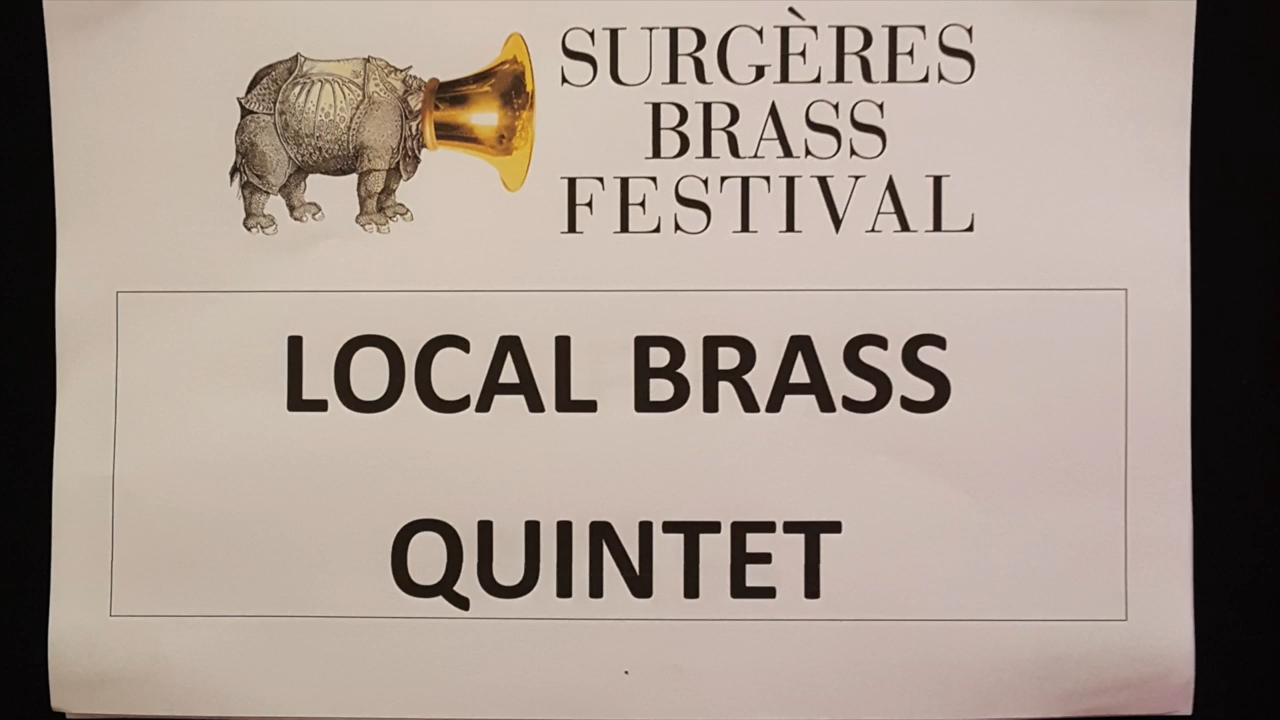 SURGÈRES
BRASS
FESTIVAL
LOCAL BRASS
QUINTET